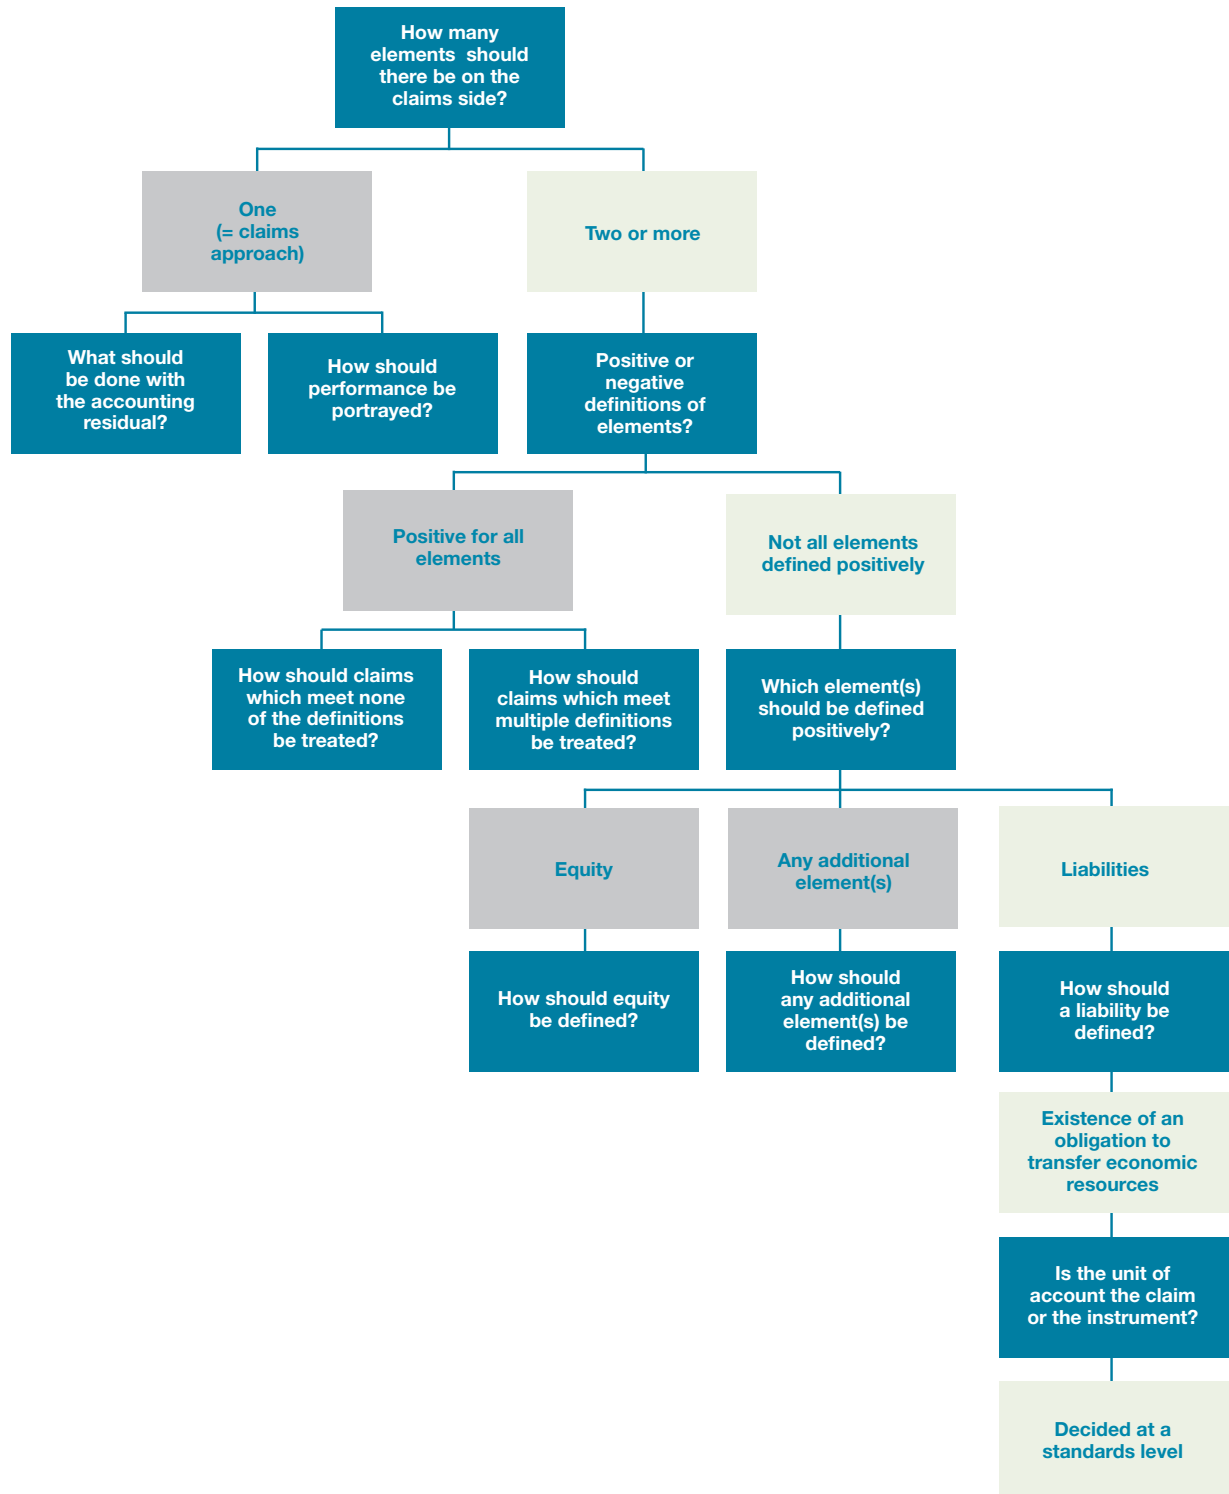 How many
elements should
there be on the
claims side?
One
(= claims
approach)
Two or more
What should
be done with
the accounting
residual?
How should
performance be
portrayed?
Positive or
negative
definitions of
elements?
Positive for all
elements
Not all elements
defined positively
How should claims
which meet none
of the definitions
be treated?
How should
claims which meet
multiple definitions
be treated?
Which element(s)
should be defined
positively?
Equity
Any additional
element(s)
Liabilities
How should equity
be defined?
How should
any additional
element(s) be
defined?
How should
a liability be
defined?
Existence of an
obligation to
transfer economic
resources
Is the unit of
account the claim
or the instrument?
Decided at a
standards level